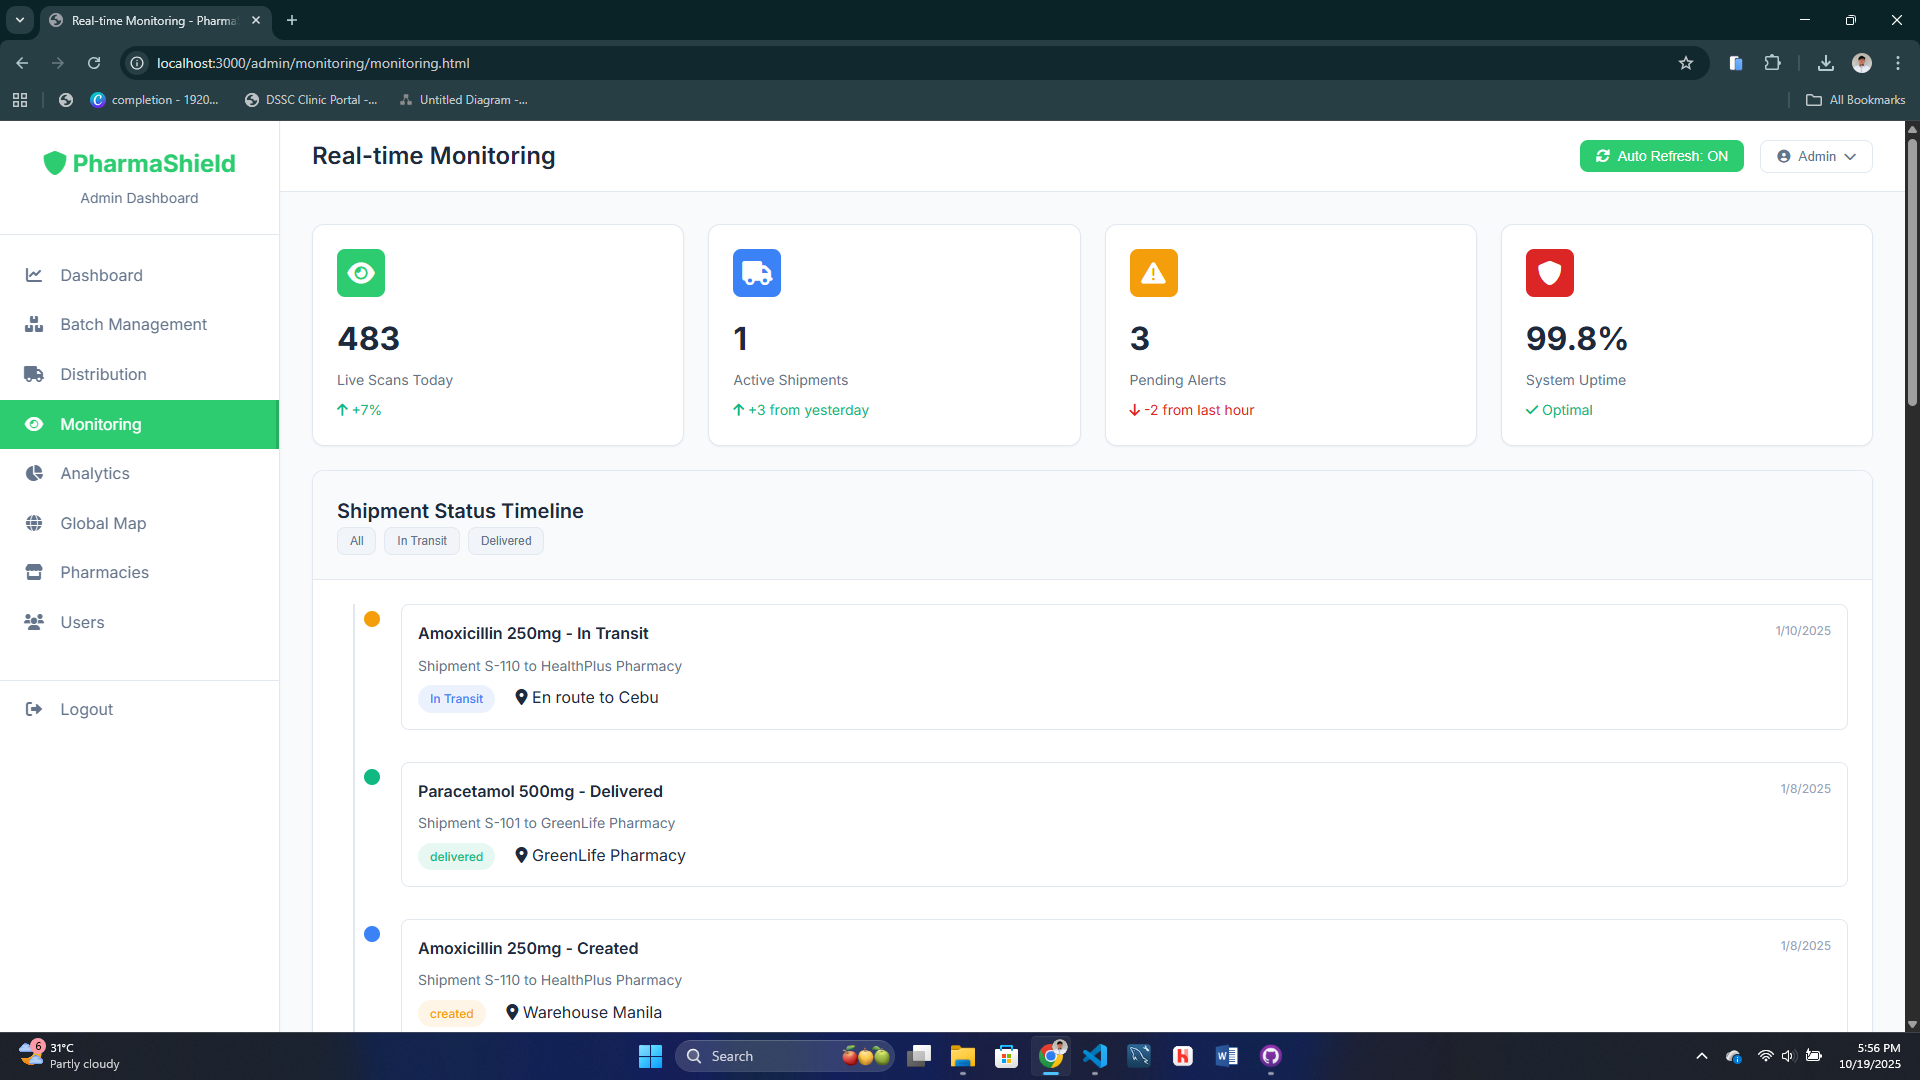 Real-time Monitoring - Pharma
localhost:3000/admin/monitoring/monitoring.html
completion - 1920...
DSSC Clinic Portal -...
Untitled Diagram -...
All Bookmarks
PharmaShield
Admin Dashboard
Dashboard
Batch Management
Distribution
Monitoring
Analytics
Global Map
Pharmacies
Users
Logout
Real-time Monitoring
Auto Refresh: ON
Admin
483
Live Scans Today
+7%
1
Active Shipments
+3 from yesterday
3
Pending Alerts
-2 from last hour
99.8%
System Uptime
Optimal
Shipment Status Timeline
All
In Transit
Delivered
Amoxicillin 250mg - In Transit
1/10/2025
Shipment S-110 to HealthPlus Pharmacy
In Transit
En route to Cebu
Paracetamol 500mg - Delivered
1/8/2025
Shipment S-101 to GreenLife Pharmacy
delivered
GreenLife Pharmacy
Amoxicillin 250mg - Created
1/8/2025
Shipment S-110 to HealthPlus Pharmacy
created
Warehouse Manila
6
31°C
Partly cloudy
Search
5:56 PM
10/19/2025